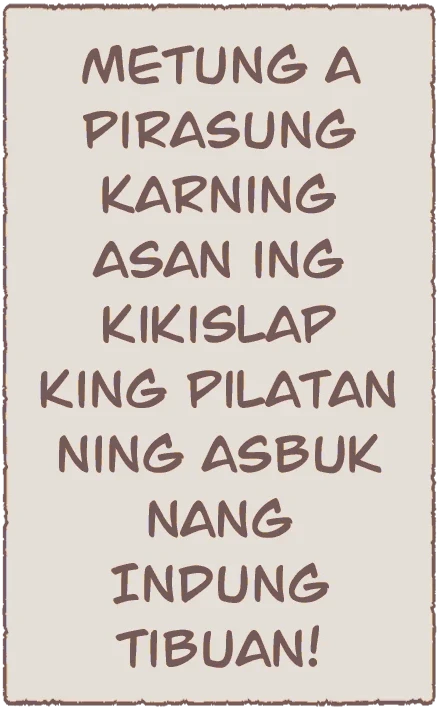 METUNG A
PIRASUNG
KARNING
ASAN ING
KIKISLAP
KING PILATAN
NING ASBUK
NANG
INDUNG
TIBUAN!